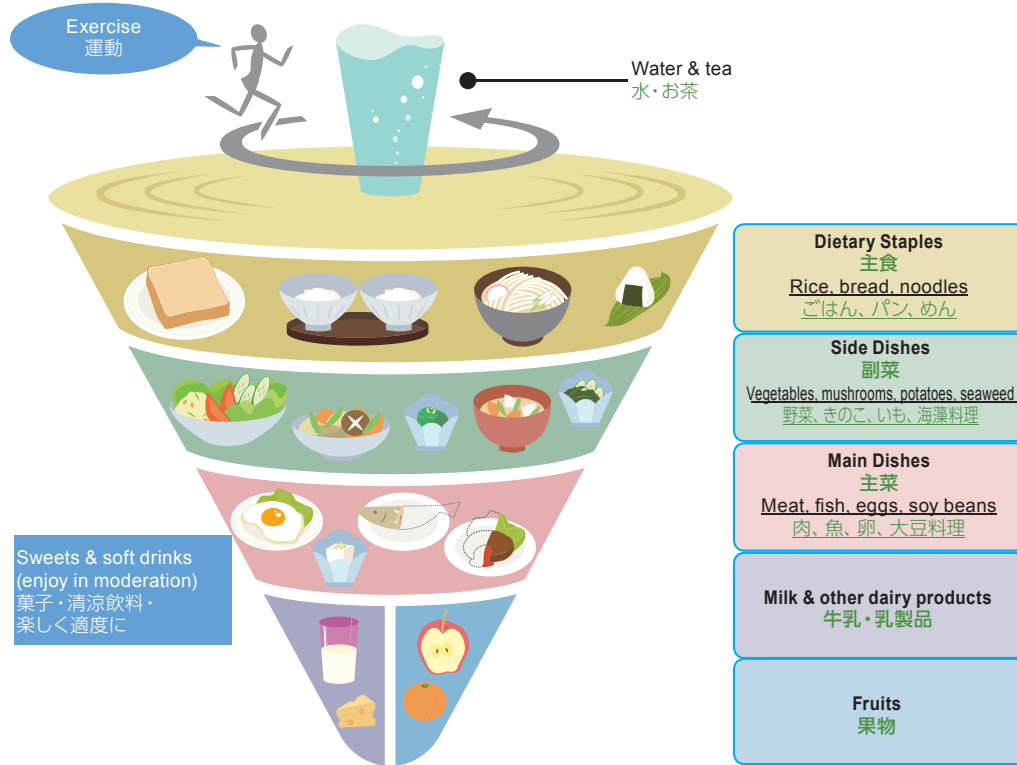 Exercise
運動
Water & tea
水・お茶
Dietary Staples
主食
Rice, bread, noodles
ごはん、パン、めん
Side Dishes
副菜
Vegetables, mushrooms, potatoes, seaweed
野菜、きのこ、いも、海藻料理
Main Dishes
主菜
Meat, fish, eggs, soy beans
肉、魚、卵、大豆料理
Sweets & soft drinks
(enjoy in moderation)
菓子・清涼飲料・
楽しく適度に
Milk & other dairy products
牛乳・乳製品
Fruits
果物